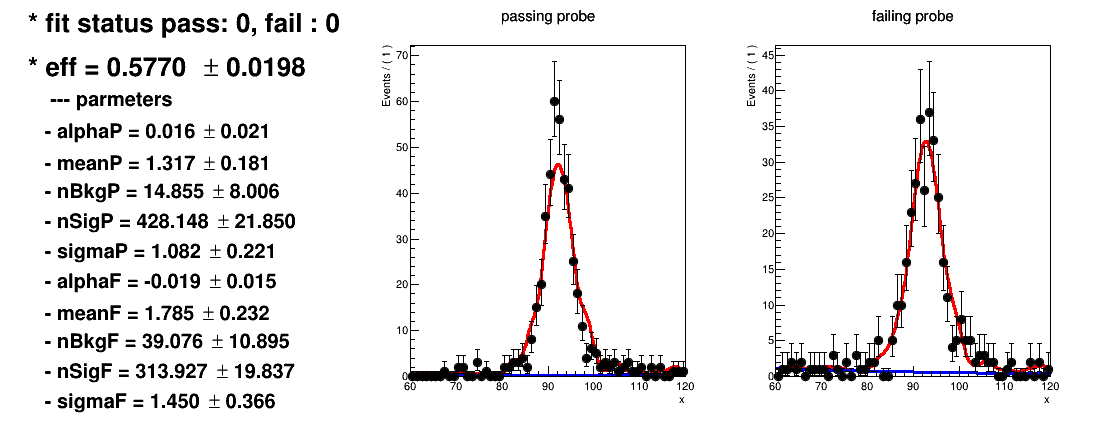 * fit status pass: 0, fail : 0
* eff = 0.5770 ± 0.0198
--- parmeters
- alphaP = 0.016 ± 0.021
- meanP = 1.317 ± 0.181
- nBkgP = 14.855 ± 8.006
- nSigP = 428.148 ± 21.850
- sigmaP = 1.082 ± 0.221
- alphaF = -0.019 ± 0.015
- meanF = 1.785 ± 0.232
- nBkgF = 39.076 ± 10.895
- nSigF = 313.927 ± 19.837
- sigmaF = 1.450 ± 0.366
passing probe
Events / ( 1 )
70
60
50
40
30
20
10
0
60 70 80 90 100 110 120
x
failing probe
Events / ( 1 )
45
40
35
30
25
20
15
10
5
0
60 70 80 90 100 110 120
x